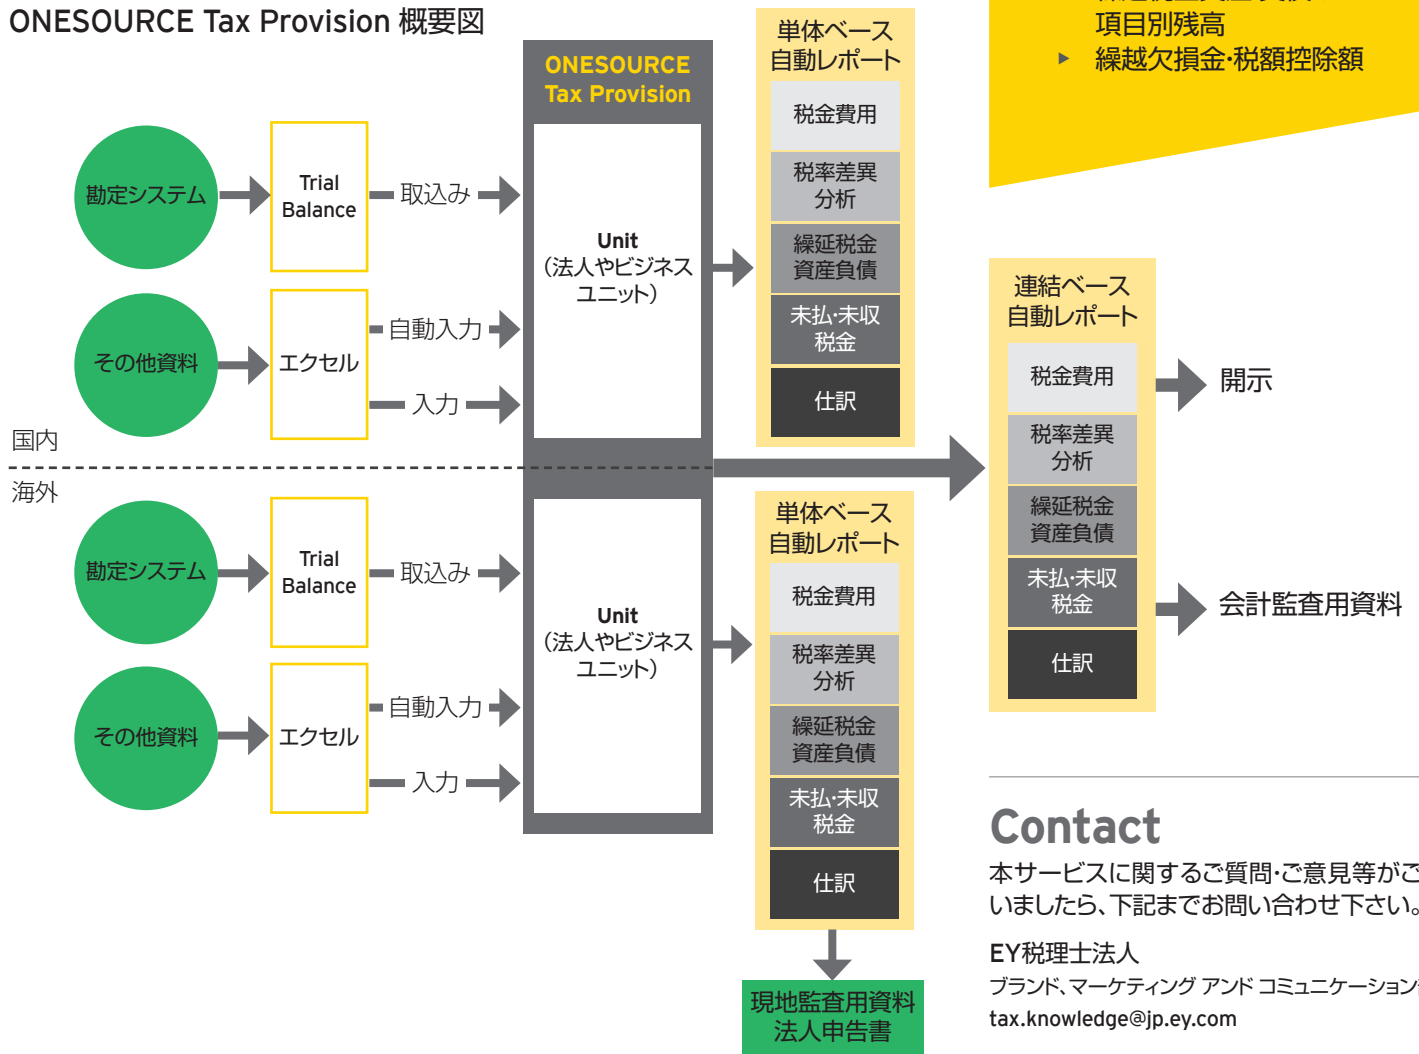 ONESOURCE Tax Provision 概要図
項目別残高
▶ 繰越欠損金・税額控除額
ONESOURCE
Tax Provision
勘定システム
Trial
Balance
取込み
その他資料
エクセル
自動入力
入力
Unit
(法人やビジネス
ユニット)
単体ベース
自動レポート
税金費用
税率差異
分析
繰延税金
資産負債
未払・未収
税金
仕訳
国内
海外
勘定システム
Trial
Balance
取込み
その他資料
エクセル
自動入力
入力
Unit
(法人やビジネス
ユニット)
単体ベース
自動レポート
税金費用
税率差異
分析
繰延税金
資産負債
未払・未収
税金
仕訳
現地監査用資料
法人申告書
連結ベース
自動レポート
税金費用
税率差異
分析
繰延税金
資産負債
未払・未収
税金
仕訳
開示
会計監査用資料
Contact
本サービスに関するご質問・ご意見等がご
いましたら、下記までお問い合わせ下さい。
EY税理士法人
ブランド、マーケティング アンド コミュニケーション
tax.knowledge@jp.ey.com